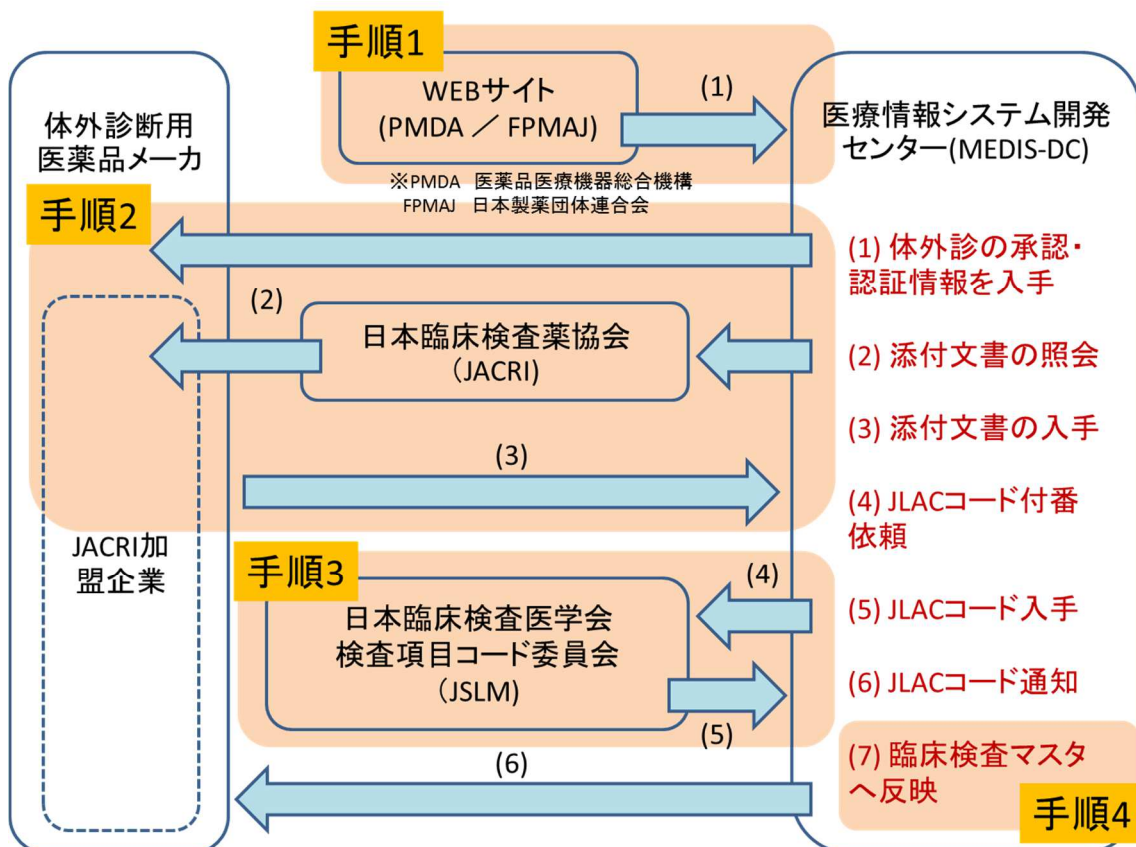 手順1
WEBサイト
(PMDA ／ FPMAJ)
(1)
※PMDA 医薬品医療機器総合機構
FPMAJ 日本製薬団体連合会
体外診断用
医薬品メーカ
医療情報システム開発
センター(MEDIS-DC)
手順2
(2)
日本臨床検査薬協会
（JACRI)
(3)
JACRI加
盟企業
手順3
(4)
日本臨床検査医学会
検査項目コード委員会
（JSLM)
(5)
(6)
(1) 体外診の承認・
認証情報を入手
(2) 添付文書の照会
(3) 添付文書の入手
(4) JLACコード付番
依頼
(5) JLACコード入手
(6) JLACコード通知
(7) 臨床検査マスタ
へ反映
手順4